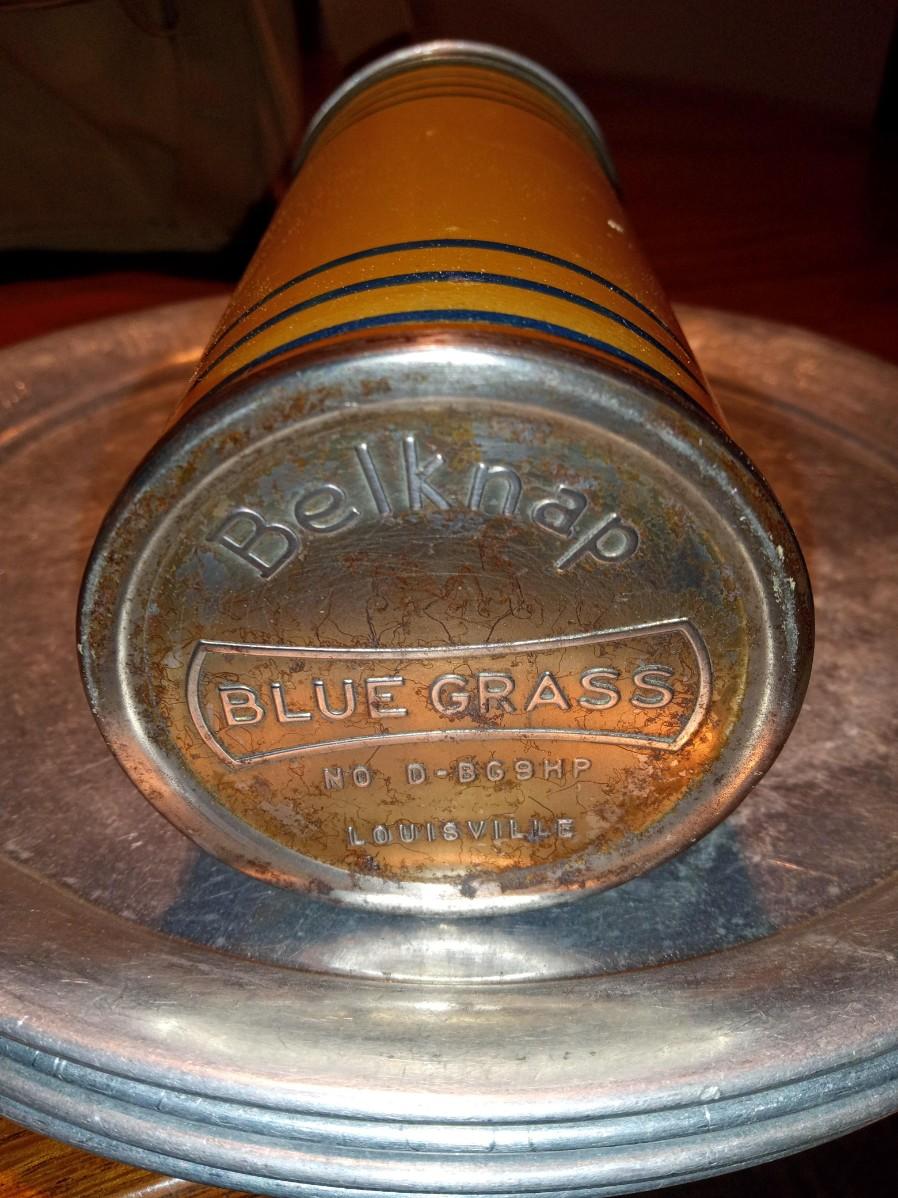 Belknap
BLUE GRASS
NO D-BG9HP
LOUISVILLE